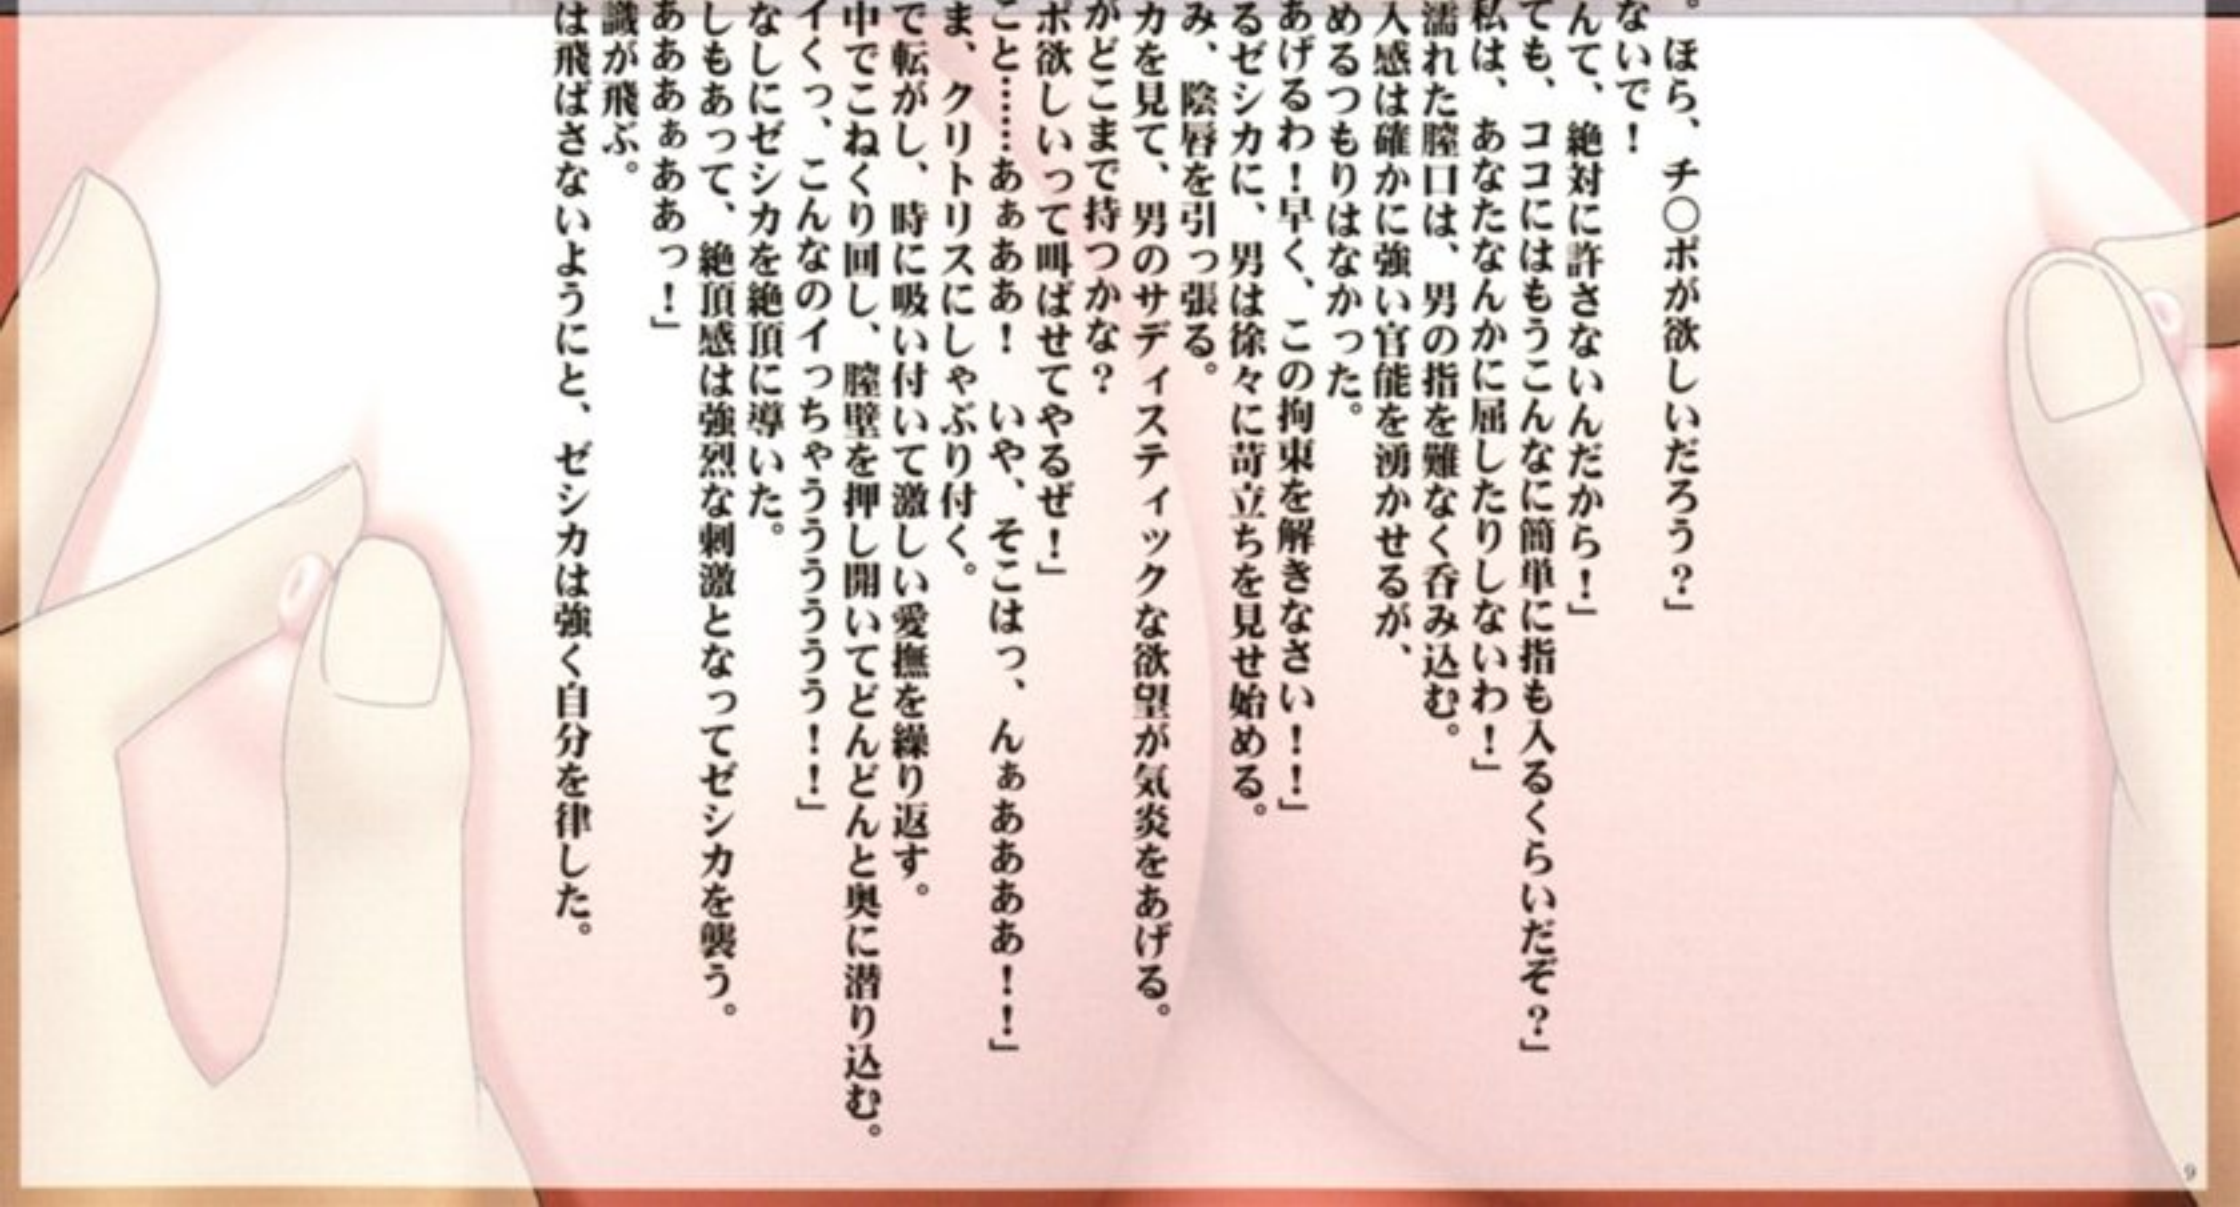 。ほら、チ○ポが欲しいだろう?」
ないで!
んて、絶対に許さないんだから!」
ても、ココにはもうこんなに簡単に指も入るくらいだぞ?」
私は、あなたなんかに屈したりしないわ!」
濡れた膣口は、男の指を難なく呑み込む。
入感は確かに強い官能を湧かせるが、
めるつもりはなかった。
あげるわ!早く、この拘束を解きなさい!!」
るゼシカに、男は徐々に苛立ちを見せ始める。
み、陰唇を引っ張る。
カを見て、男のサディスティックな欲望が気炎をあげる。
がどこまで持つかな?
ポ欲しいって叫ばせてやるぜ!」
こと……あぁああ! いや、そこはっ、んぁああああ!!」
ま、クリトリスにしゃぶり付く。
で転がし、時に吸い付いて激しい愛撫を繰り返す。
中でこねくり回し、膣壁を押し開いてどんどんと奥に潜り込む。
イくっ、こんなのイっちゃうううううう!!」
なしにゼシカを絶頂に導いた。
しもあって、絶頂感は強烈な刺激となってゼシカを襲う。
あああぁああっ!」
識が飛ぶ。
は飛ばさないようにと、ゼシカは強く自分を律した。
9